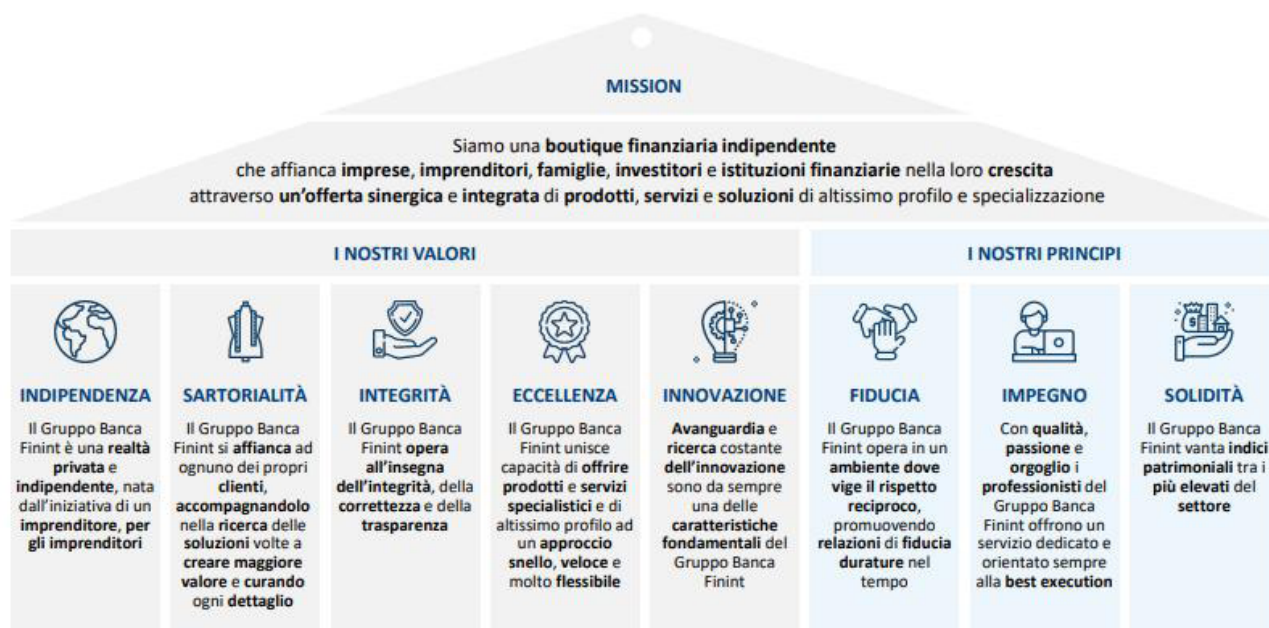 MISSION
Siamo una boutique finanziaria indipendente
che affianca imprese, imprenditori, famiglie, investitori e istituzioni finanziarie nella loro crescita
attraverso un'offerta sinergica e integrata di prodotti, servizi e soluzioni di altissimo profilo e specializzazione
I NOSTRI VALORI
INDIPENDENZA
Il Gruppo Banca
Finint è una realtà
privata e
indipendente, nata
dall'iniziativa di un
imprenditore, per
gli imprenditori
SARTORIALITÀ
Il Gruppo Banca
Finint si affianca ad
ognuno dei propri
clienti,
accompagnandolo
nella ricerca delle
soluzioni volte a
creare maggiore
valore e curando
ogni dettaglio
INTEGRITÀ
Il Gruppo Banca
Finint opera
all'insegna
dell'integrità, della
correttezza e della
trasparenza
ECCELLENZA
Il Gruppo Banca
Finint unisce
capacità di offrire
prodotti e servizi
specialistici e di
altissimo profilo ad
un approccio
snello, veloce e
molto flessibile
INNOVAZIONE
Avanguardia e
ricerca costante
dell'innovazione
sono da sempre
una delle
caratteristiche
fondamentali del
Gruppo Banca
Finint
I NOSTRI PRINCIPI
FIDUCIA
Il Gruppo Banca
Finint opera in un
ambiente dove
vige il rispetto
reciproco,
promuovendo
relazioni di fiducia
durature nel
tempo
IMPEGNO
Con qualità,
passione e
orgoglio i
professionisti del
Gruppo Banca
Finint offrono un
servizio dedicato e
orientato sempre
alla best execution
SOLIDITÀ
Il Gruppo Banca
Finint vanta indici
patrimoniali tra i
più elevati del
settore